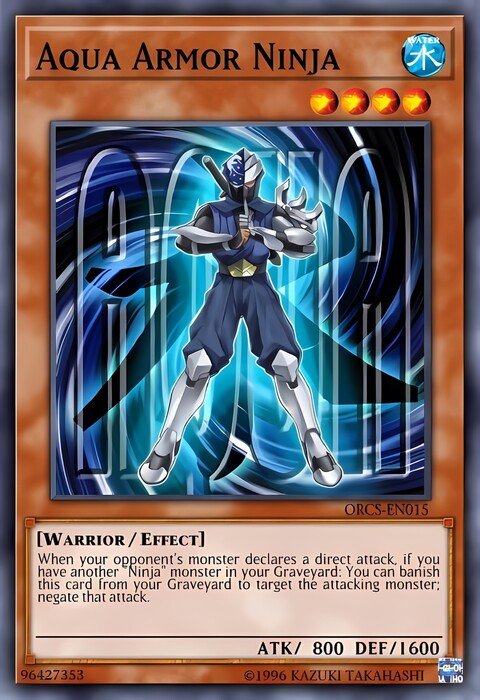 AQUA ARMOR NINJA
WATER
水
AQUA
ORCS-EN015
[WARRIOR / EFFECT]
When your opponent's monster declares a direct attack, if you
have another "Ninja" monster in your Graveyard: You can banish
this card from your Graveyard to target the attacking monster;
negate that attack.
ATK/ 800 DEF/1600
96427353
©1996 KAZUKI TAKAHASHI